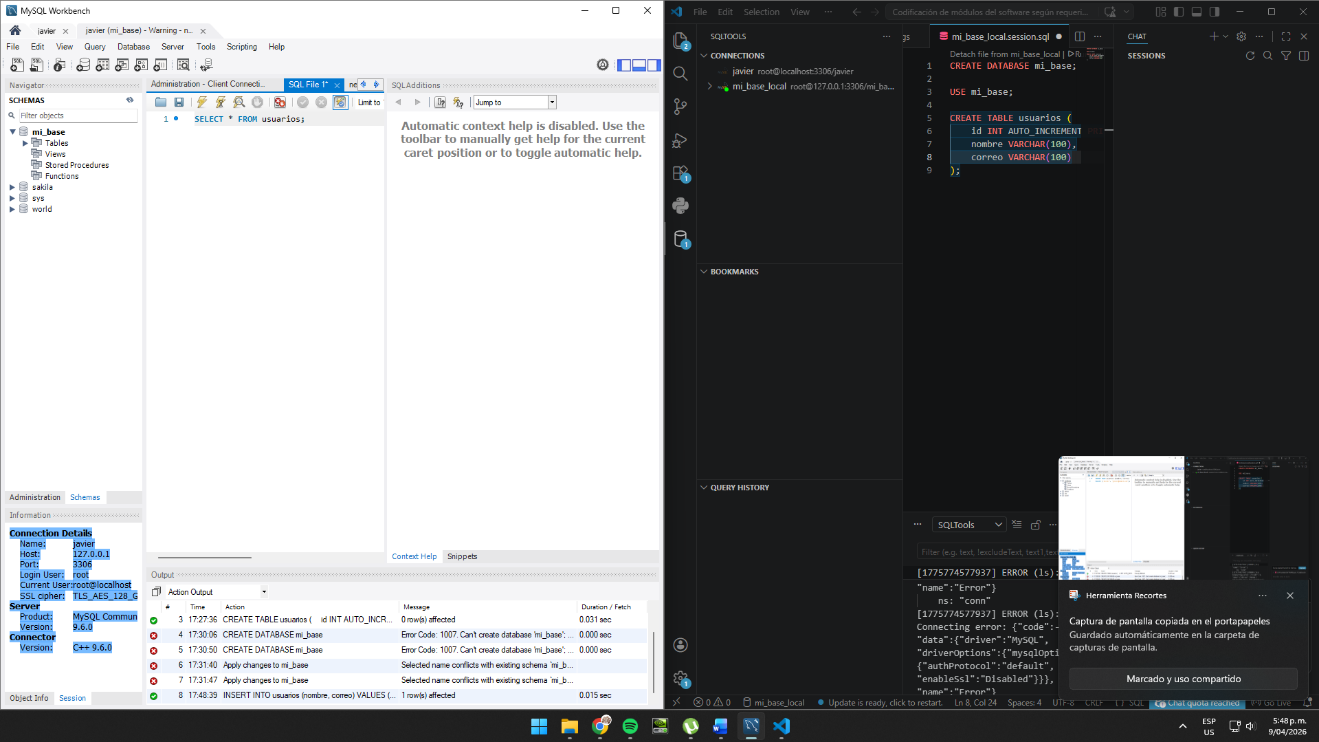 MySQL Workbench
javier
javier (mi_base) - Warning - n...
File Edit View Query Database Server Tools Scripting Help
Navigator
SCHEMAS
Filter objects
mi_base
Tables
Views
Stored Procedures
Functions
sakila
sys
world
Administration Schemas
Information
Connection Details
Name: javier
Host: 127.0.0.1
Port: 3306
Login User: root
Current User: root@localhost
SSL cipher: TLS_AES_128_G
Server
Product: MySQL Commun
Version: 9.6.0
Connector
Version: C++ 9.6.0
Object Info Session
Administration - Client Connecti...
SQL File 1*
ne
Limit to
1 SELECT * FROM usuarios;
SQLAdditions
Jump to
Automatic context help is disabled. Use the
toolbar to manually get help for the current
caret position or to toggle automatic help.
Context Help Snippets
Output
Action Output
# Time Action Message Duration / Fetch
3 17:27:36 CREATE TABLE usuarios ( id INT AUTO_INCR... 0 row(s) affected 0.031 sec
4 17:30:06 CREATE DATABASE mi_base Error Code: 1007. Can't create database 'mi_base'; ... 0.000 sec
5 17:30:50 CREATE DATABASE mi_base Error Code: 1007. Can't create database 'mi_base'; ... 0.000 sec
6 17:31:40 Apply changes to mi_base Selected name conflicts with existing schema 'mi_b...
7 17:31:47 Apply changes to mi_base Selected name conflicts with existing schema 'mi_b...
8 17:48:39 INSERT INTO usuarios (nombre, correo) VALUES (... 1 row(s) affected 0.015 sec
File Edit Selection View ...
Codificación de módulos del software según requeri...
SQLTOOLS
CONNECTIONS
javier root@localhost:3306/javier
mi_base_local root@127.0.0.1:3306/mi_ba...
BOOKMARKS
QUERY HISTORY
gs
mi_base_local.session.sql
Detach file from mi_base_local | R
1 CREATE DATABASE mi_base;
2
3 USE mi_base;
4
5 CREATE TABLE usuarios (
6 id INT AUTO_INCREMENT
7 nombre VARCHAR(100),
8 correo VARCHAR(100)
9 );
CHAT
SESSIONS
SQLTools
Filter (e.g. text, !excludeText, text1,te
[1775774577937] ERROR (ls):
"name":"Error"}
ns: "conn"
[1775774577937] ERROR (ls):
Connecting error: {"code":-
"data":{"driver":"MySQL",
"driverOptions":{"mysqlOpti
{"authProtocol":"default",
"enableSsl":"Disabled"}}},
"name":"Error"}
Herramienta Recortes
Captura de pantalla copiada en el portapapeles
Guardado automáticamente en la carpeta de
capturas de pantalla.
Marcado y uso compartido
0 0 mi_base_local Update is ready, click to restart. Ln 8, Col 24 Spaces: 4 UTF-8 CRLF SQL Chat quota reached Go Live
ESP
US
5:48 p.m.
9/04/2026